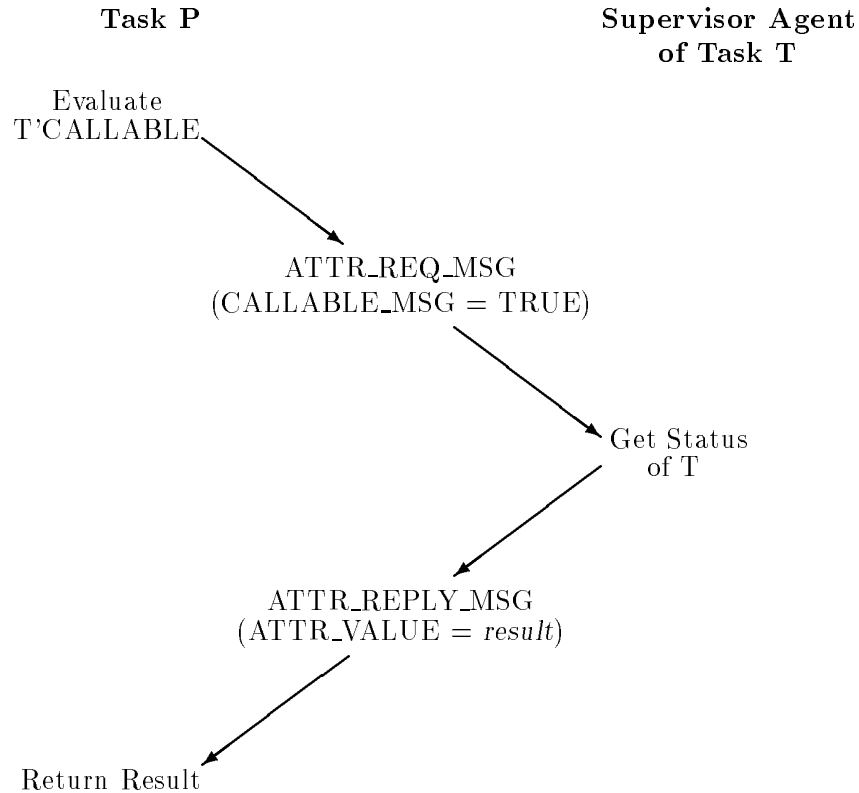 Task P
Supervisor Agent
of Task T
Evaluate
T'CALLABLE
ATTR_REQ_MSG
(CALLABLE_MSG = TRUE)
Get Status
of T
ATTR_REPLY_MSG
(ATTR_VALUE = result)
Return Result